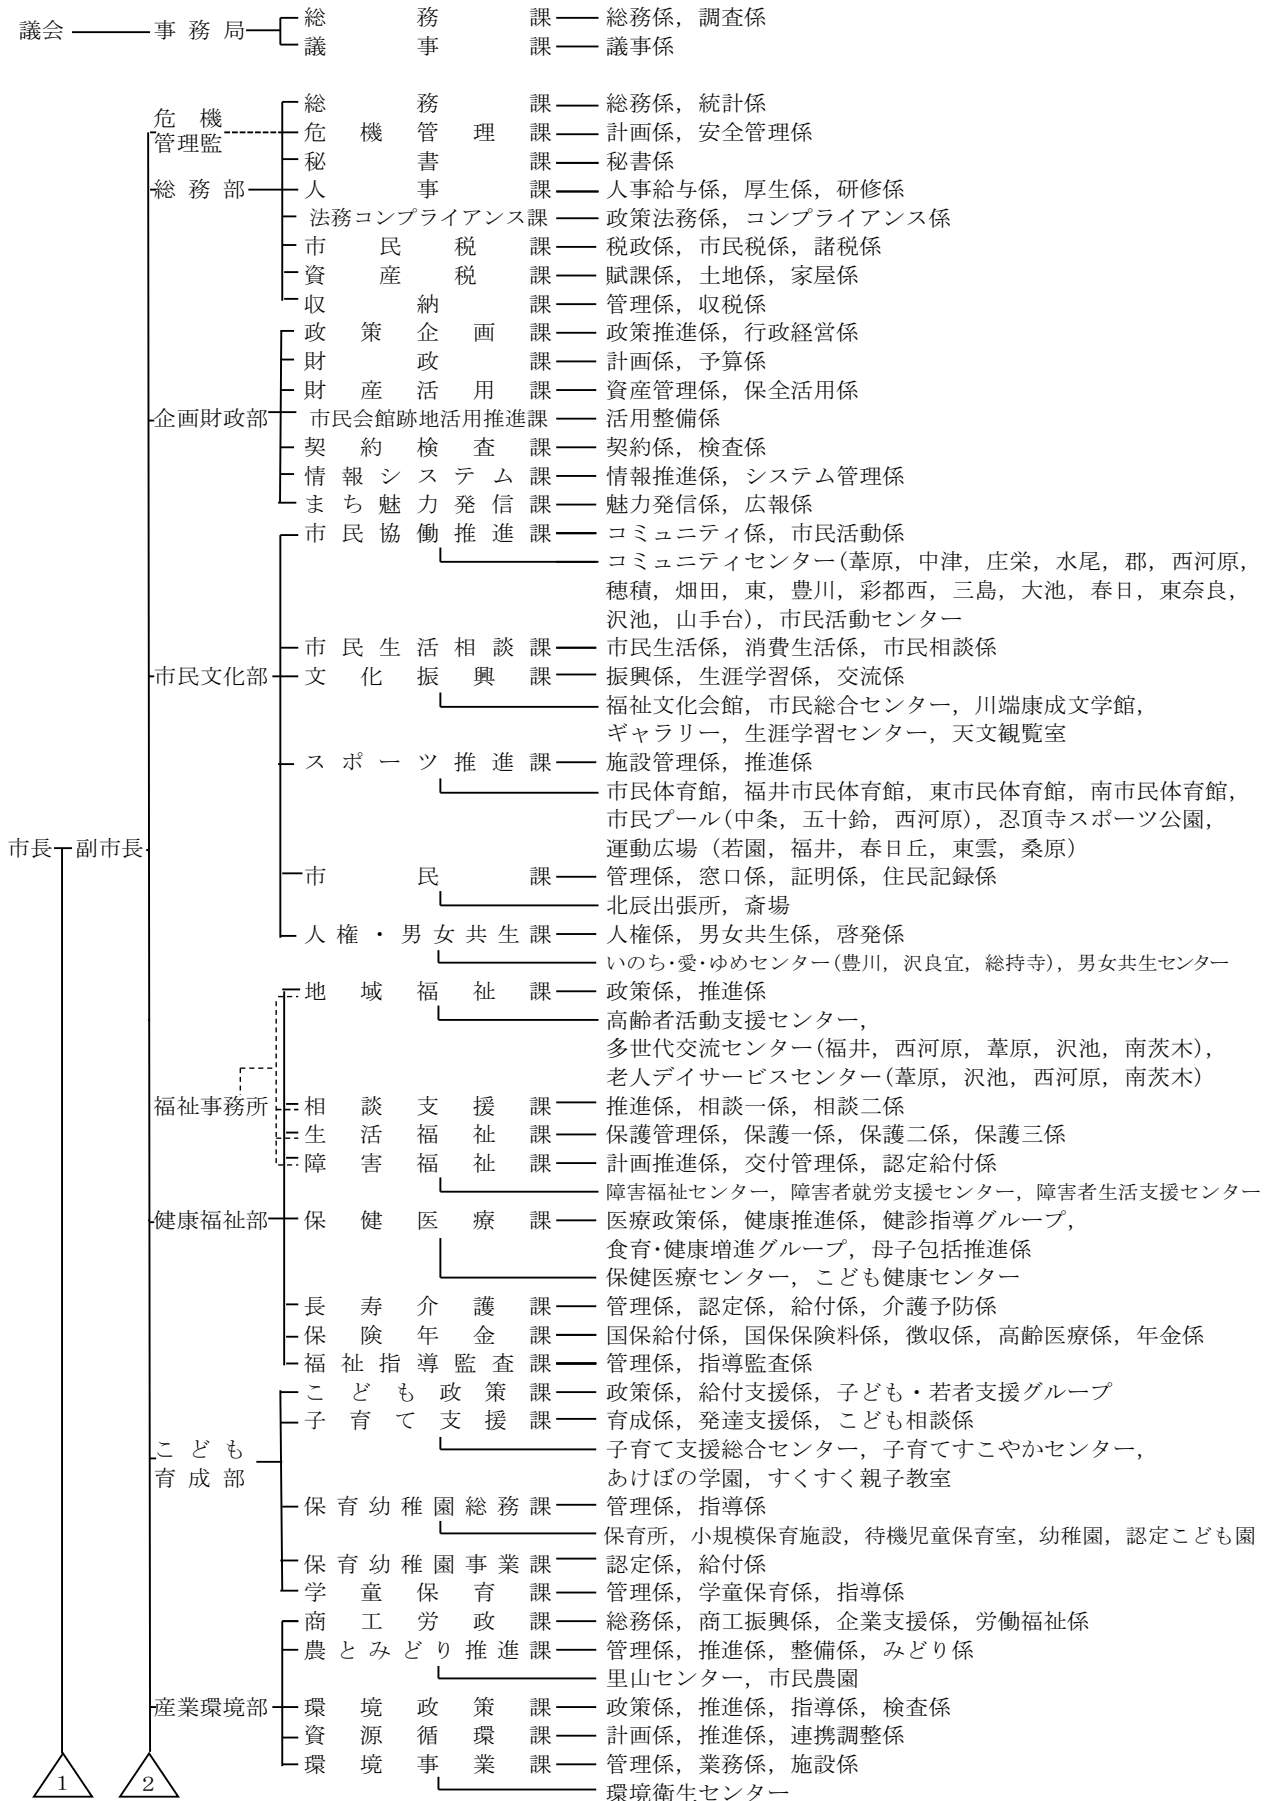 議会 事務局 総務課 総務係，調査係
議事課 議事係
危機管理監 総務課 総務係，統計係
危機管理課 計画係，安全管理係
秘書課 秘書係
総務部 人事課 人事給与係，厚生係，研修係
法務コンプライアンス課 政策法務係，コンプライアンス係
市民税課 税政係，市民税係，諸税係
資産税課 賦課係，土地係，家屋係
収納課 管理係，収税係
政策企画課 政策推進係，行政経営係
財政課 計画係，予算係
財産活用課 資産管理係，保全活用係
企画財政部 市民会館跡地活用推進課 活用整備係
契約検査課 契約係，検査係
情報システム課 情報推進係，システム管理係
まち魅力発信課 魅力発信係，広報係
市民協働推進課 コミュニティ係，市民活動係
コミュニティセンター(葦原，中津，庄栄，水尾，郡，西河原，
穂積，畑田，東，豊川，彩都西，三島，大池，春日，東奈良，
沢池，山手台)，市民活動センター
市民生活相談課 市民生活係，消費生活係，市民相談係
市民文化部 文化振興課 振興係，生涯学習係，交流係
福祉文化会館，市民総合センター，川端康成文学館，
ギャラリー，生涯学習センター，天文観覧室
スポーツ推進課 施設管理係，推進係
市民体育館，福井市民体育館，東市民体育館，南市民体育館，
市民プール(中条，五十鈴，西河原)，忍頂寺スポーツ公園，
市長 副市長 運動広場（若園，福井，春日丘，東雲，桑原）
市民課 管理係，窓口係，証明係，住民記録係
北辰出張所，斎場
人権・男女共生課 人権係，男女共生係，啓発係
いのち・愛・ゆめセンター(豊川，沢良宜，総持寺)，男女共生センター
地域福祉課 政策係，推進係
高齢者活動支援センター，
多世代交流センター(福井，西河原，葦原，沢池，南茨木)，
老人デイサービスセンター(葦原，沢池，西河原，南茨木)
福祉事務所 相談支援課 推進係，相談一係，相談二係
生活福祉課 保護管理係，保護一係，保護二係，保護三係
障害福祉課 計画推進係，交付管理係，認定給付係
障害福祉センター，障害者就労支援センター，障害者生活支援センター
健康福祉部 保健医療課 医療政策係，健康推進係，健診指導グループ，
食育・健康増進グループ，母子包括推進係
保健医療センター，こども健康センター
長寿介護課 管理係，認定係，給付係，介護予防係
保険年金課 国保給付係，国保保険料係，徴収係，高齢医療係，年金係
福祉指導監査課 管理係，指導監査係
こども政策課 政策係，給付支援係，子ども・若者支援グループ
子育て支援課 育成係，発達支援係，こども相談係
こども育成部 子育て支援総合センター，子育てすこやかセンター，
あけぼの学園，すくすく親子教室
保育幼稚園総務課 管理係，指導係
保育所，小規模保育施設，待機児童保育室，幼稚園，認定こども園
保育幼稚園事業課 認定係，給付係
学童保育課 管理係，学童保育係，指導係
商工労政課 総務係，商工振興係，企業支援係，労働福祉係
農とみどり推進課 管理係，推進係，整備係，みどり係
里山センター，市民農園
産業環境部 環境政策課 政策係，推進係，指導係，検査係
資源循環課 計画係，推進係，連携調整係
環境事業課 管理係，業務係，施設係
1 2 環境衛生センター